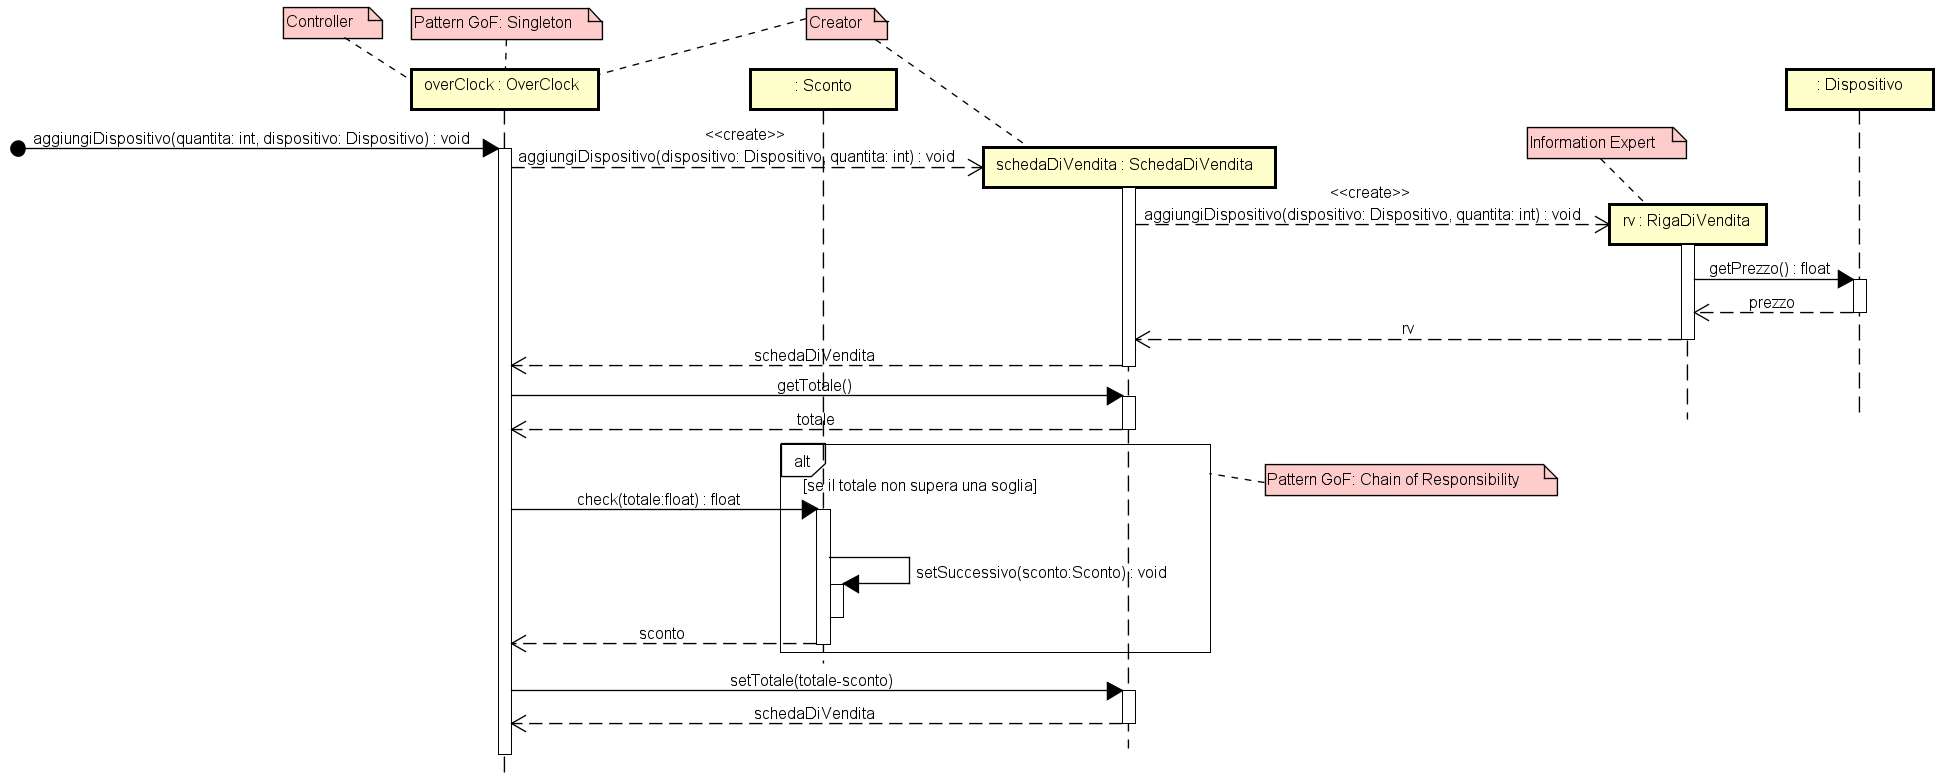 Controller
Pattern GoF: Singleton
Creator
overClock : OverClock
: Sconto
: Dispositivo
aggiungiDispositivo(quantita: int, dispositivo: Dispositivo) : void
<<create>>
aggiungiDispositivo(dispositivo: Dispositivo, quantita: int) : void
schedaDiVendita : SchedaDiVendita
Information Expert
<<create>>
aggiungiDispositivo(dispositivo: Dispositivo, quantita: int) : void
rv : RigaDiVendita
getPrezzo() : float
prezzo
rv
schedaDiVendita
getTotale()
totale
alt
[se il totale non supera una soglia]
Pattern GoF: Chain of Responsibility
check(totale:float) : float
setSuccessivo(sconto:Sconto) : void
sconto
setTotale(totale-sconto)
schedaDiVendita